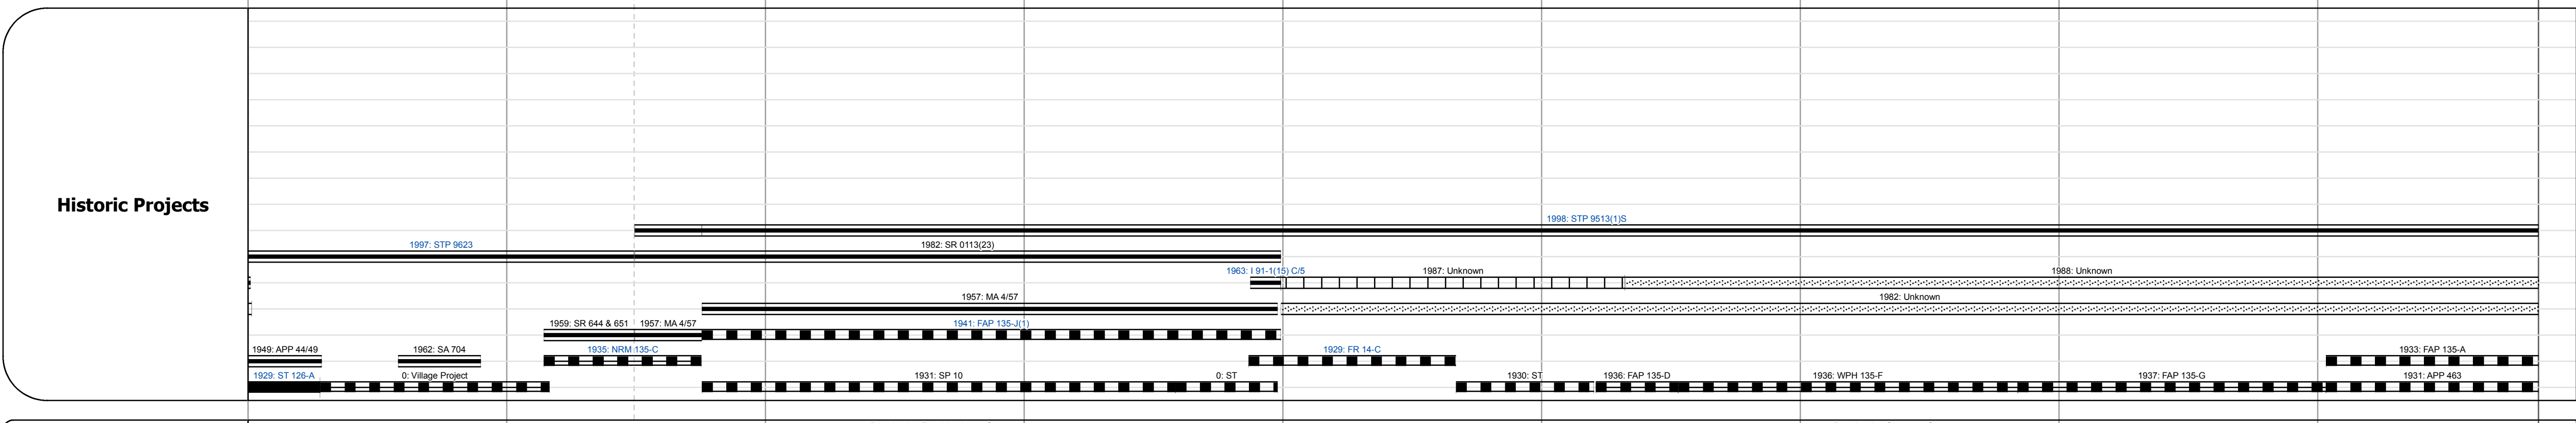 Historic Projects
1998: STP 9513(1)S
1997: STP 9623 1982: SR 0113(23)
1963: I 91-1(15) C/5 1987: Unknown 1988: Unknown
1957: MA 4/57 1982: Unknown
1959: SR 644 & 651 1957: MA 4/57 1941: FAP 135-J(1)
1949: APP 44/49 1962: SA 704 1935: NRM 135-C 1929: FR 14-C 1933: FAP 135-A
1929: ST 126-A 0: Village Project 1931: SP 10 0: ST 1930: ST 1936: FAP 135-D 1936: WPH 135-F 1937: FAP 135-G 1931: APP 463